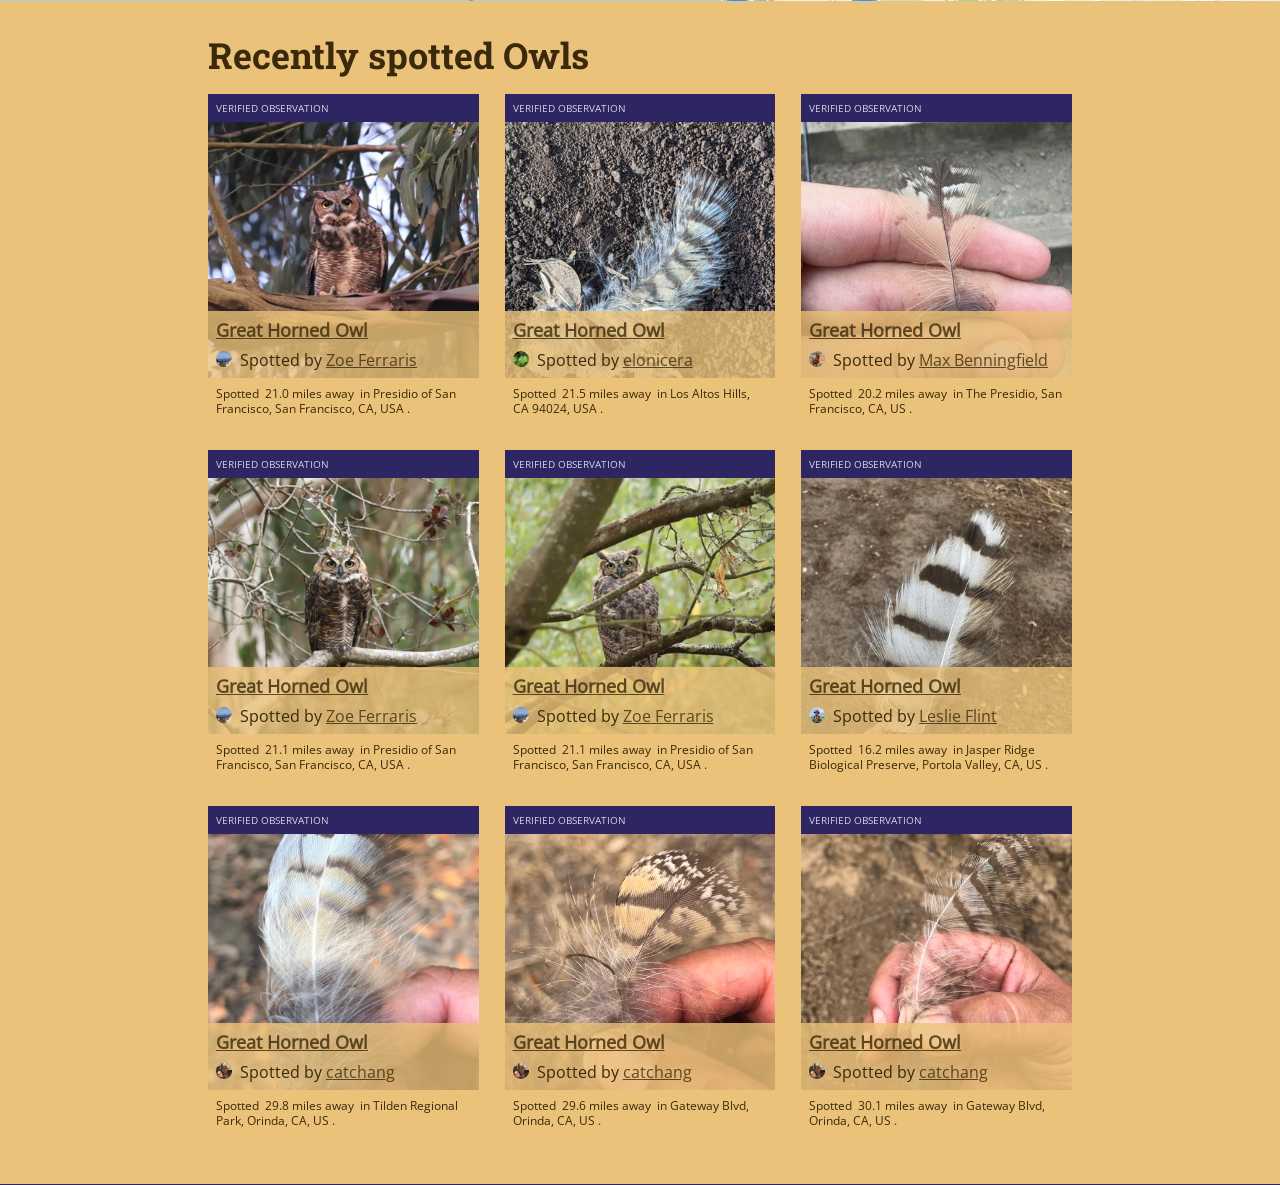 Recently spotted Owls
VERIFIED OBSERVATION
Great Horned Owl
Spotted by Zoe Ferraris
Spotted 21.0 miles away in Presidio of San
Francisco, San Francisco, CA, USA .
VERIFIED OBSERVATION
Great Horned Owl
Spotted by elonicera
Spotted 21.5 miles away in Los Altos Hills,
CA 94024, USA .
VERIFIED OBSERVATION
Great Horned Owl
Spotted by Max Benningfield
Spotted 20.2 miles away in The Presidio, San
Francisco, CA, US .
VERIFIED OBSERVATION
Great Horned Owl
Spotted by Zoe Ferraris
Spotted 21.1 miles away in Presidio of San
Francisco, San Francisco, CA, USA .
VERIFIED OBSERVATION
Great Horned Owl
Spotted by Zoe Ferraris
Spotted 21.1 miles away in Presidio of San
Francisco, San Francisco, CA, USA .
VERIFIED OBSERVATION
Great Horned Owl
Spotted by Leslie Flint
Spotted 16.2 miles away in Jasper Ridge
Biological Preserve, Portola Valley, CA, US .
VERIFIED OBSERVATION
Great Horned Owl
Spotted by catchang
Spotted 29.8 miles away in Tilden Regional
Park, Orinda, CA, US .
VERIFIED OBSERVATION
Great Horned Owl
Spotted by catchang
Spotted 29.6 miles away in Gateway Blvd,
Orinda, CA, US .
VERIFIED OBSERVATION
Great Horned Owl
Spotted by catchang
Spotted 30.1 miles away in Gateway Blvd,
Orinda, CA, US .